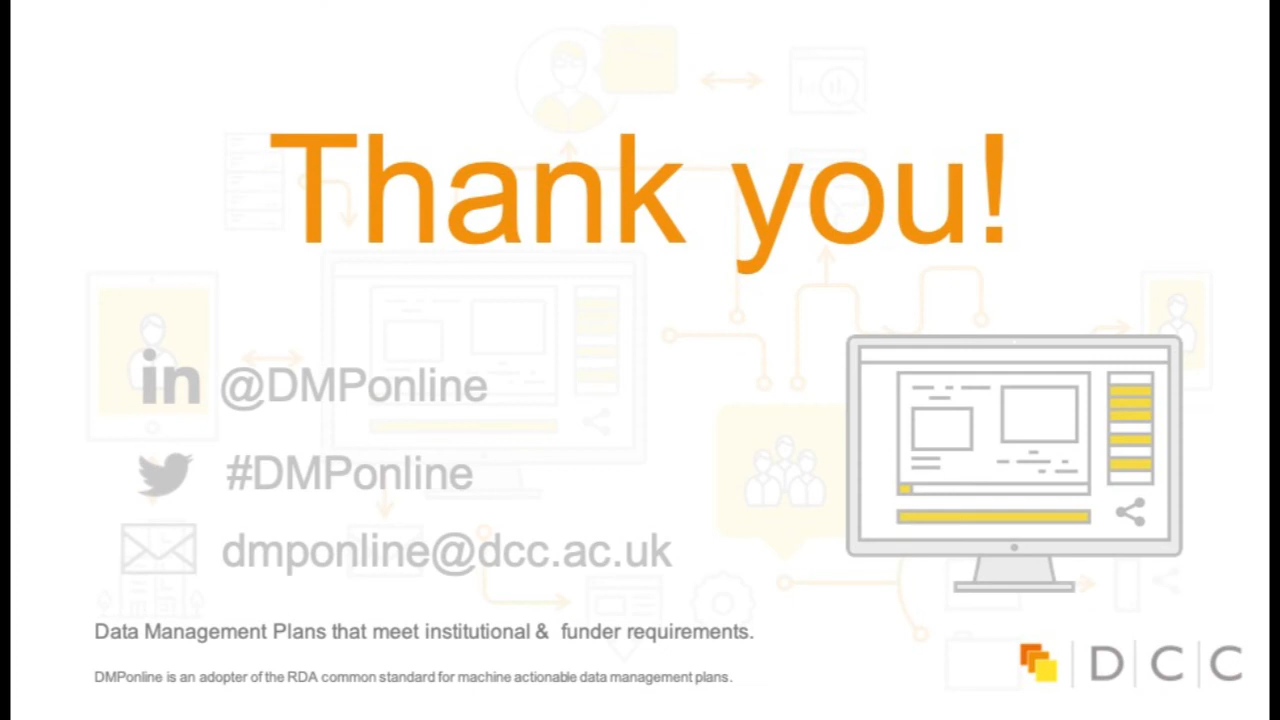 Thank you!
in @DMPonline
#DMPonline
dmponline@dcc.ac.uk
Data Management Plans that meet institutional & funder requirements.
DMPonline is an adopter of the RDA common standard for machine actionable data management plans.
DCC